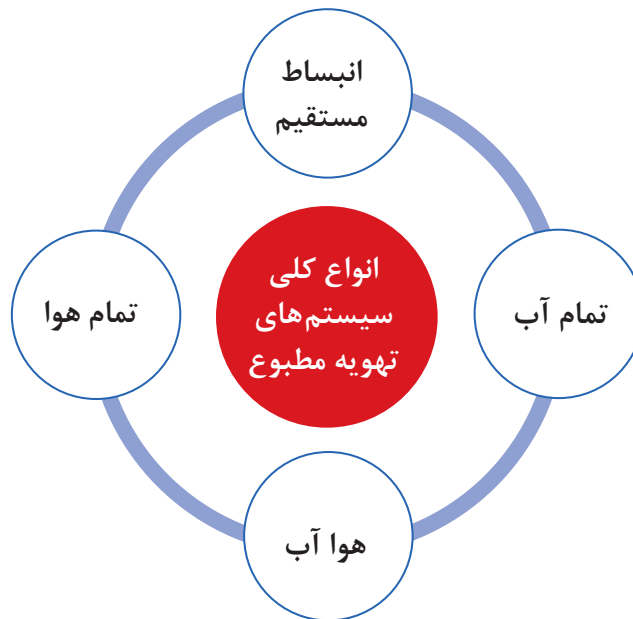 انبساط
مستقیم
انواع کلی
سیستم‌های
تهویه مطبوع
تمام آب
تمام هوا
هوا آب